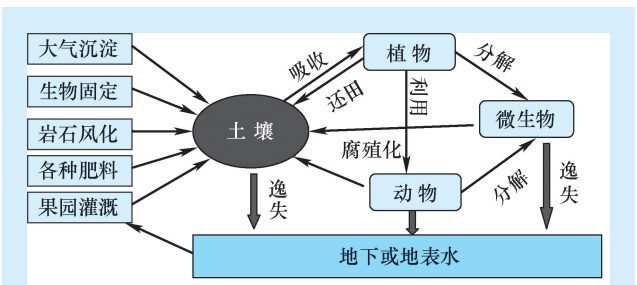 大气沉淀
生物固定
岩石风化
各种肥料
果园灌溉
土壤
吸收
还田
植物
利用
分解
微生物
腐殖化
动物
分解
逸失
逸失
地下或地表水